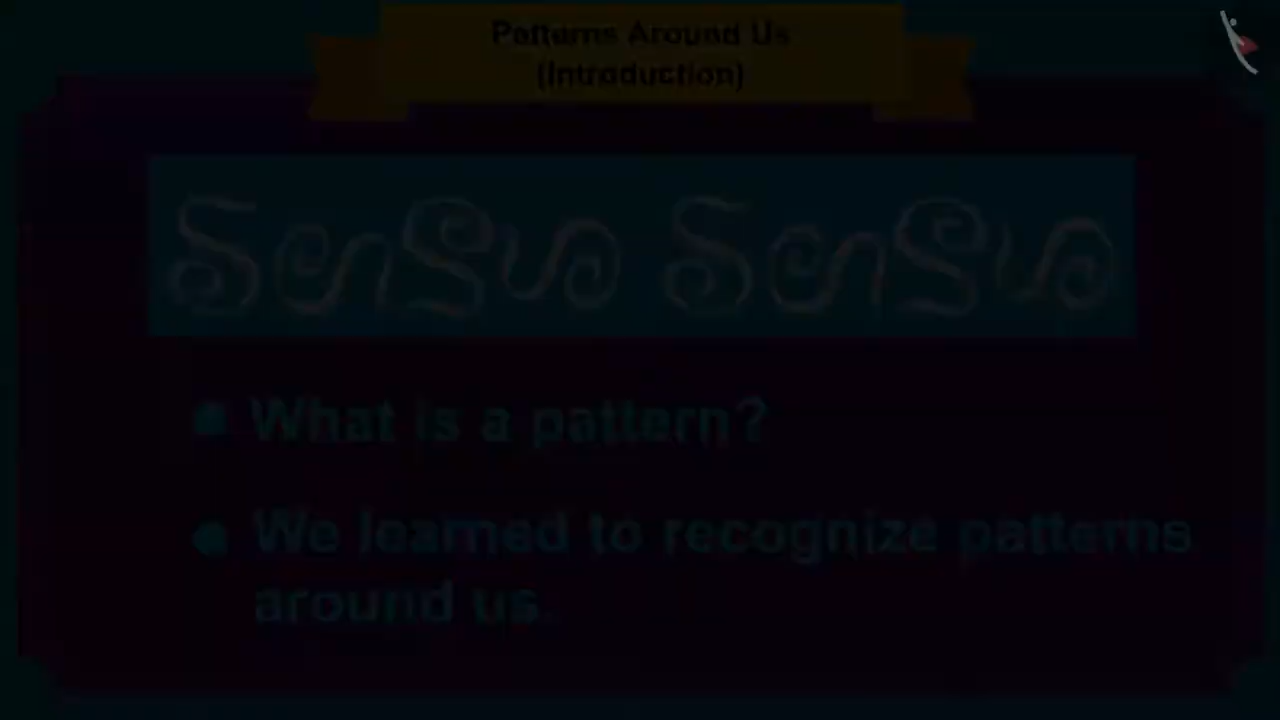 Patterns Around Us
(Introduction)
What is a pattern?
We learned to recognize patterns
around us.